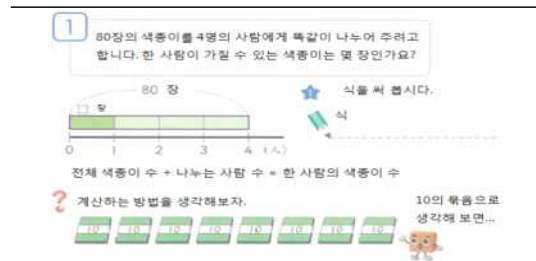 1
80장의 색종이를 4명의 사람에게 똑같이 나누어 주려고
합니다. 한 사람이 가질 수 있는 색종이는 몇 장인가요?
80 장
□ 장
0 1 2 3 4 (人)
1 식을 써 봅시다.
식
전체 색종이 수 ÷ 나누는 사람 수 = 한 사람의 색종이 수
? 계산하는 방법을 생각해보자.
10의 묶음으로
생각해 보면...
10 10 10 10 10 10 10 10